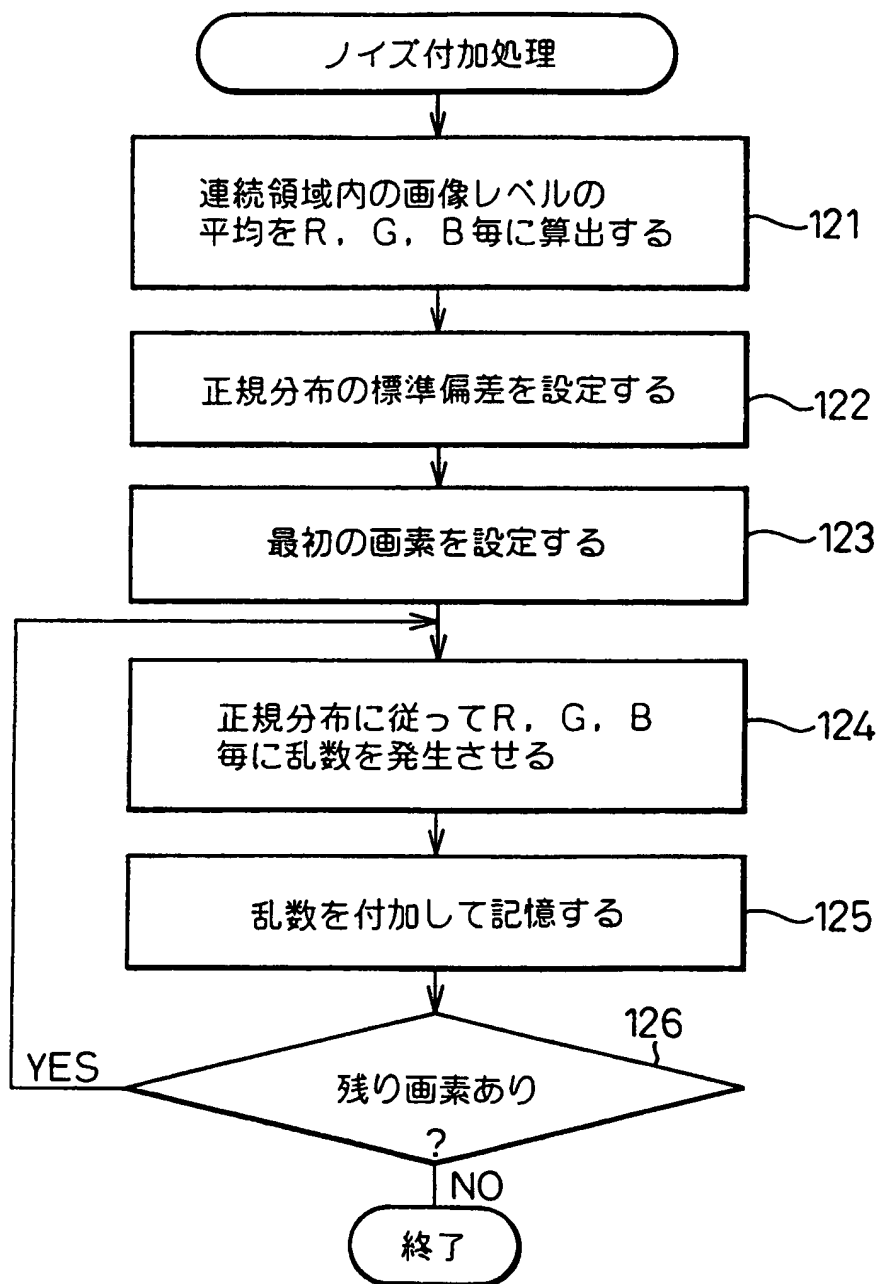 ノイズ付加処理
連続領域内の画像レベルの
平均をR，G，B毎に算出する
121
正規分布の標準偏差を設定する
122
最初の画素を設定する
123
正規分布に従ってR，G，B
毎に乱数を発生させる
124
乱数を付加して記憶する
125
126
YES
残り画素あり
?
NO
終了